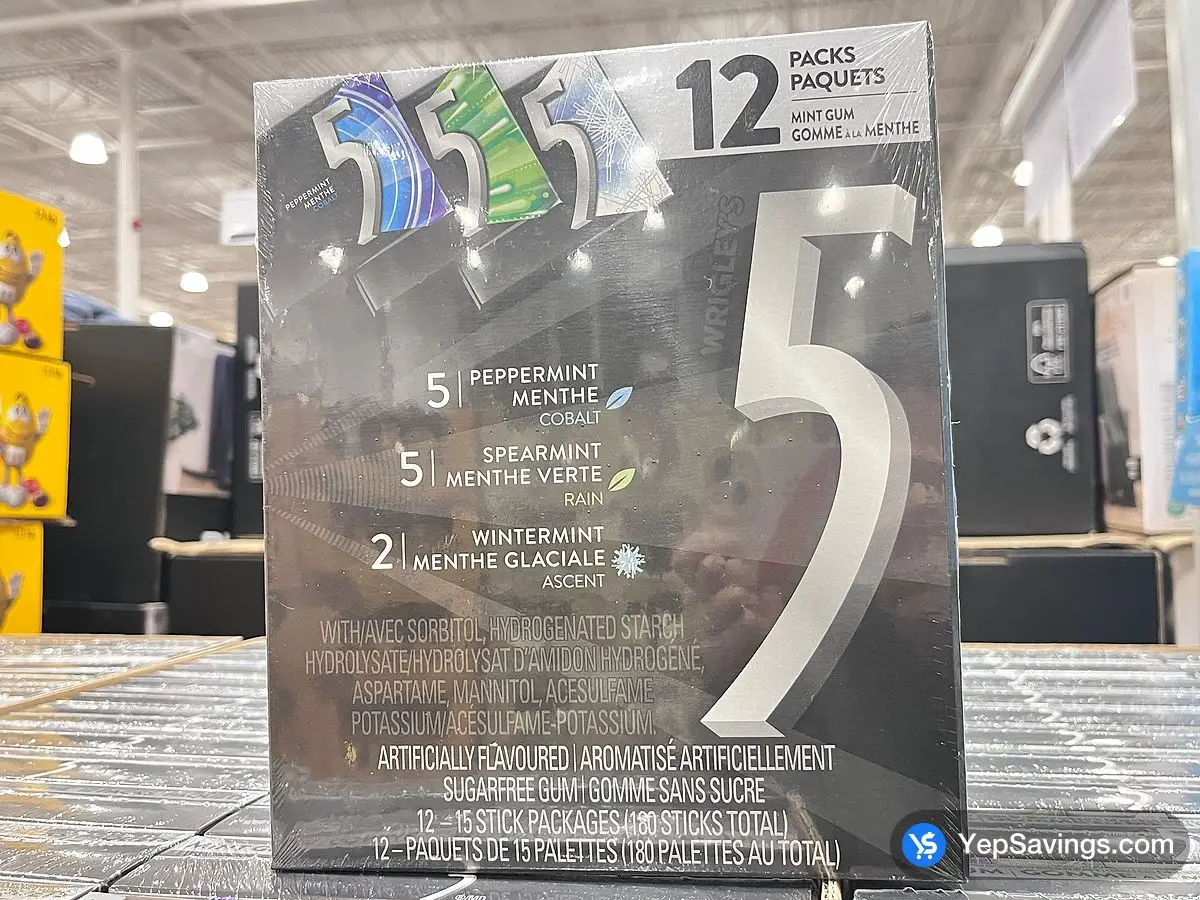 12
PACKS
PAQUETS
MINT GUM
GOMME À LA MENTHE
5
5
5
PEPPERMINT
MENTHE
COBALT
WRIGLEY'S
5
5 | PEPPERMINT
MENTHE
COBALT
5 | SPEARMINT
MENTHE VERTE
RAIN
2 | WINTERMINT
MENTHE GLACIALE
ASCENT
WITH/AVEC SORBITOL, HYDROGENATED STARCH
HYDROLYSATE/HYDROLYSAT D'AMIDON HYDROGÉNÉ,
ASPARTAME, MANNITOL, ACESULFAME
POTASSIUM/ACÉSULFAME-POTASSIUM.
ARTIFICIALLY FLAVOURED | AROMATISÉ ARTIFICIELLEMENT
SUGARFREE GUM | GOMME SANS SUCRE
12 – 15 STICK PACKAGES (180 STICKS TOTAL)
12 – PAQUETS DE 15 PALETTES (180 PALETTES AU TOTAL)
YepSavings.com